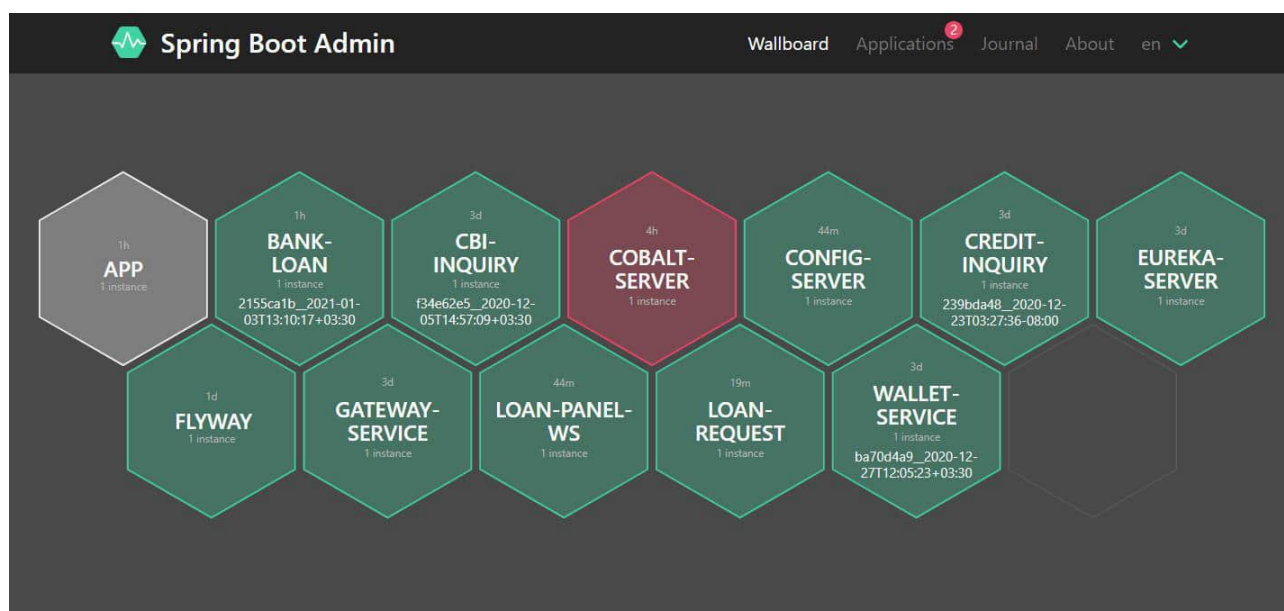 Spring Boot Admin
Wallboard Applications 2 Journal About en
1h
APP
1 instance
1h
BANK-
LOAN
1 instance
2155ca1b__2021-01-
03T13:10:17+03:30
3d
CBI-
INQUIRY
1 instance
f34e62e5__2020-12-
05T14:57:09+03:30
4h
COBALT-
SERVER
1 instance
44m
CONFIG-
SERVER
1 instance
3d
CREDIT-
INQUIRY
1 instance
239bda48__2020-12-
23T03:27:36-08:00
3d
EUREKA-
SERVER
1 instance
1d
FLYWAY
1 instance
3d
GATEWAY-
SERVICE
1 instance
44m
LOAN-PANEL-
WS
1 instance
19m
LOAN-
REQUEST
1 instance
3d
WALLET-
SERVICE
1 instance
ba70d4a9__2020-12-
27T12:05:23+03:30